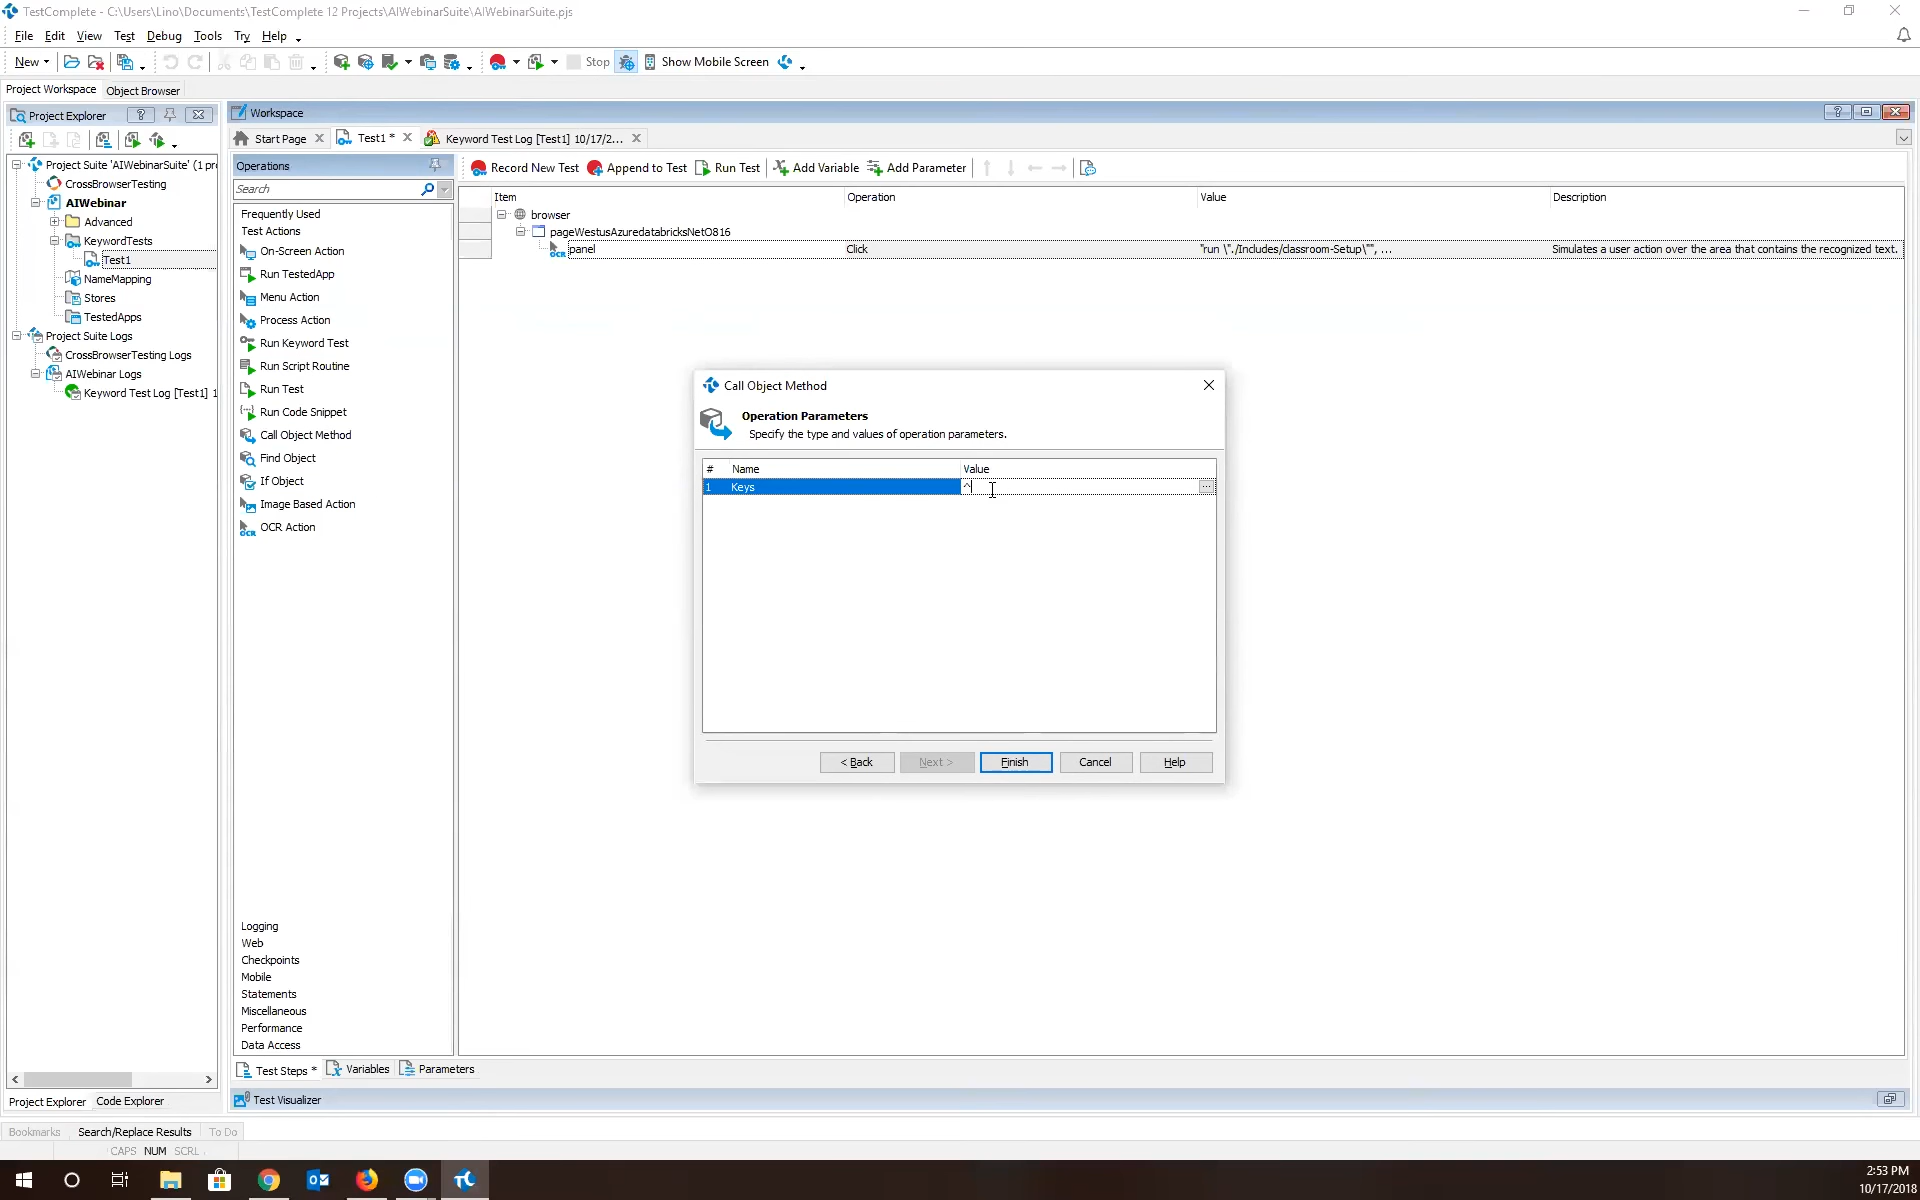 TestComplete - C:\Users\Lino\Documents\TestComplete 12 Projects\AIWebinarSuite\AIWebinarSuite.pjs
File Edit View Test Debug Tools Try Help
New Stop Show Mobile Screen
Project Workspace Object Browser
Project Explorer
Project Suite 'AIWebinarSuite' (1 pro
CrossBrowserTesting
AIWebinar
Advanced
KeywordTests
Test1
NameMapping
Stores
TestedApps
Project Suite Logs
CrossBrowserTesting Logs
AIWebinar Logs
Keyword Test Log [Test1] 1
Project Explorer Code Explorer
Workspace
Start Page Test1 * Keyword Test Log [Test1] 10/17/2...
Operations
Search
Frequently Used
Test Actions
On-Screen Action
Run TestedApp
Menu Action
Process Action
Run Keyword Test
Run Script Routine
Run Test
Run Code Snippet
Call Object Method
Find Object
If Object
Image Based Action
OCR Action
Logging
Web
Checkpoints
Mobile
Statements
Miscellaneous
Performance
Data Access
Record New Test Append to Test Run Test Add Variable Add Parameter
Item Operation Value Description
browser
pageWestusAzuredatabricksNetO816
panel Click "run \"./Includes/classroom-Setup\"", ... Simulates a user action over the area that contains the recognized text.
Call Object Method
Operation Parameters
Specify the type and values of operation parameters.
# Name Value
1 Keys ^ ...
< Back Next > Finish Cancel Help
Test Steps * Variables Parameters
Test Visualizer
Bookmarks Search/Replace Results To Do
CAPS NUM SCRL
2:53 PM
10/17/2018